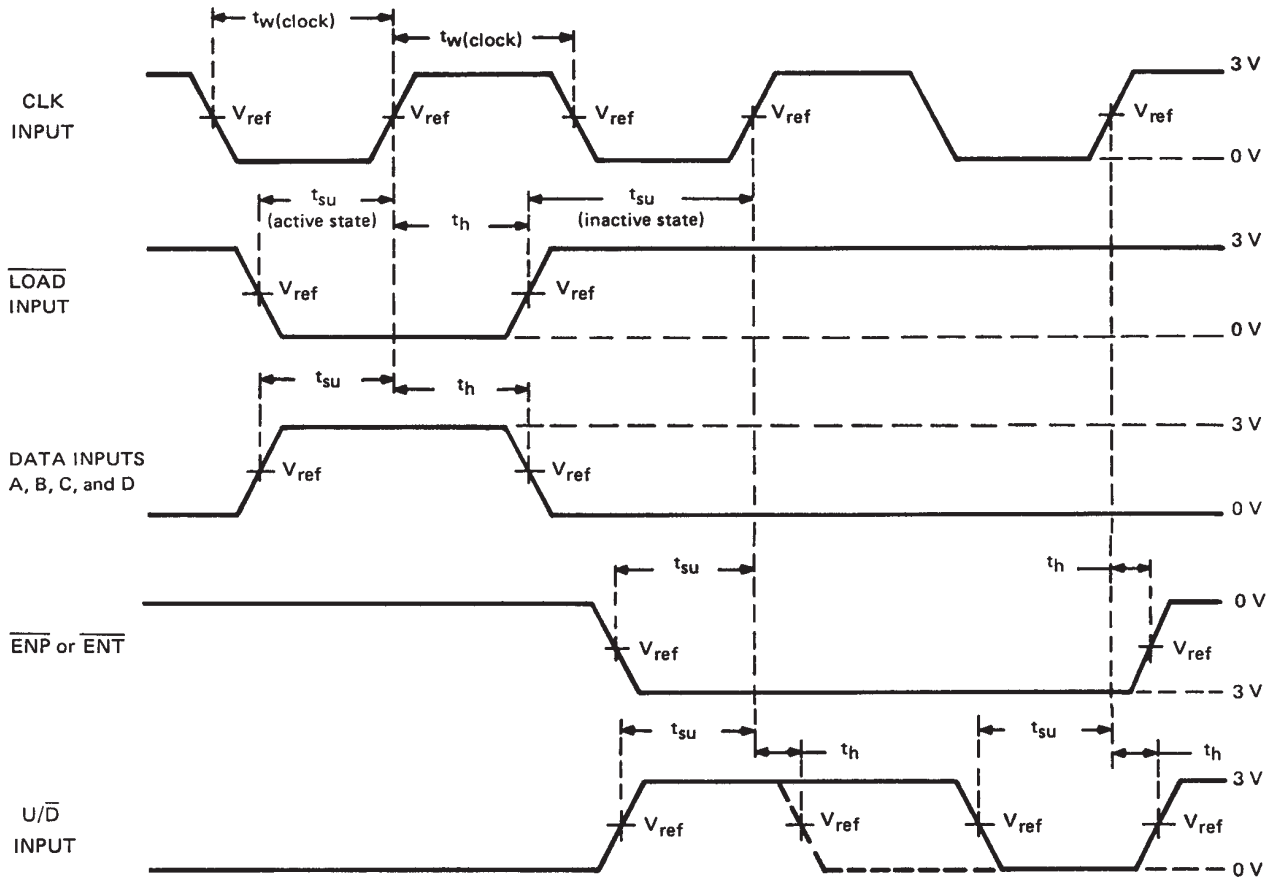 tw(clock)
tw(clock)
3 V
CLK
INPUT
Vref
Vref
Vref
Vref
Vref
0 V
tsu
(active state)
th
tsu
(inactive state)
3 V
LOAD
INPUT
Vref
Vref
0 V
tsu
th
3 V
DATA INPUTS
A, B, C, and D
Vref
Vref
0 V
tsu
th
0 V
ENP or ENT
Vref
Vref
3 V
tsu
th
tsu
th
3 V
U/D
INPUT
Vref
Vref
Vref
Vref
0 V